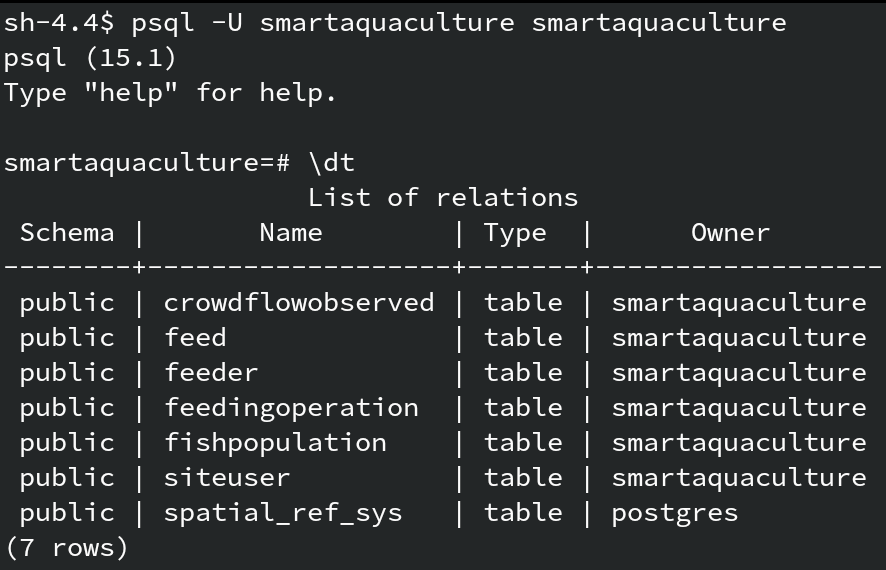 sh-4.4$ psql -U smartaquaculture smartaquaculture
psql (15.1)
Type "help" for help.

smartaquaculture=# \dt
                   List of relations
 Schema |       Name        | Type  |      Owner
--------+-------------------+-------+------------------
 public | crowdflowobserved | table | smartaquaculture
 public | feed              | table | smartaquaculture
 public | feeder            | table | smartaquaculture
 public | feedingoperation  | table | smartaquaculture
 public | fishpopulation    | table | smartaquaculture
 public | siteuser          | table | smartaquaculture
 public | spatial_ref_sys   | table | postgres
(7 rows)